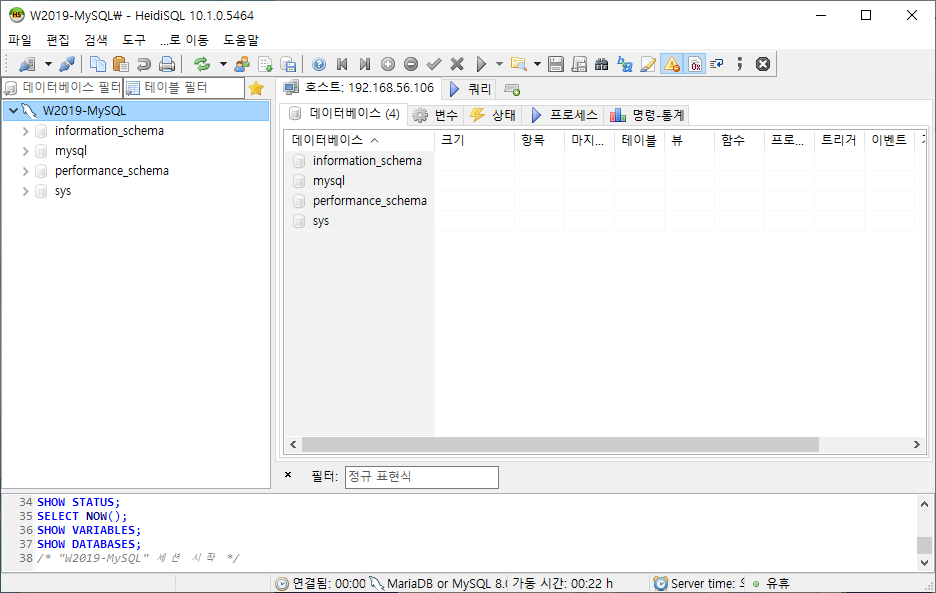 W2019-MySQL₩ - HeidiSQL 10.1.0.5464
파일 편집 검색 도구 ...로 이동 도움말
데이터베이스 필터 테이블 필터
호스트: 192.168.56.106 쿼리
W2019-MySQL
information_schema
mysql
performance_schema
sys
데이터베이스 (4) 변수 상태 프로세스 명령-통계
데이터베이스 크기 항목 마지... 테이블 뷰 함수 프로... 트리거 이벤트
information_schema
mysql
performance_schema
sys
× 필터: 정규 표현식
34 SHOW STATUS;
35 SELECT NOW();
36 SHOW VARIABLES;
37 SHOW DATABASES;
38 /* "W2019-MySQL" 세션 시작 */
연결됨: 00:00 MariaDB or MySQL 8.0 가동 시간: 00:22 h Server time: 유휴